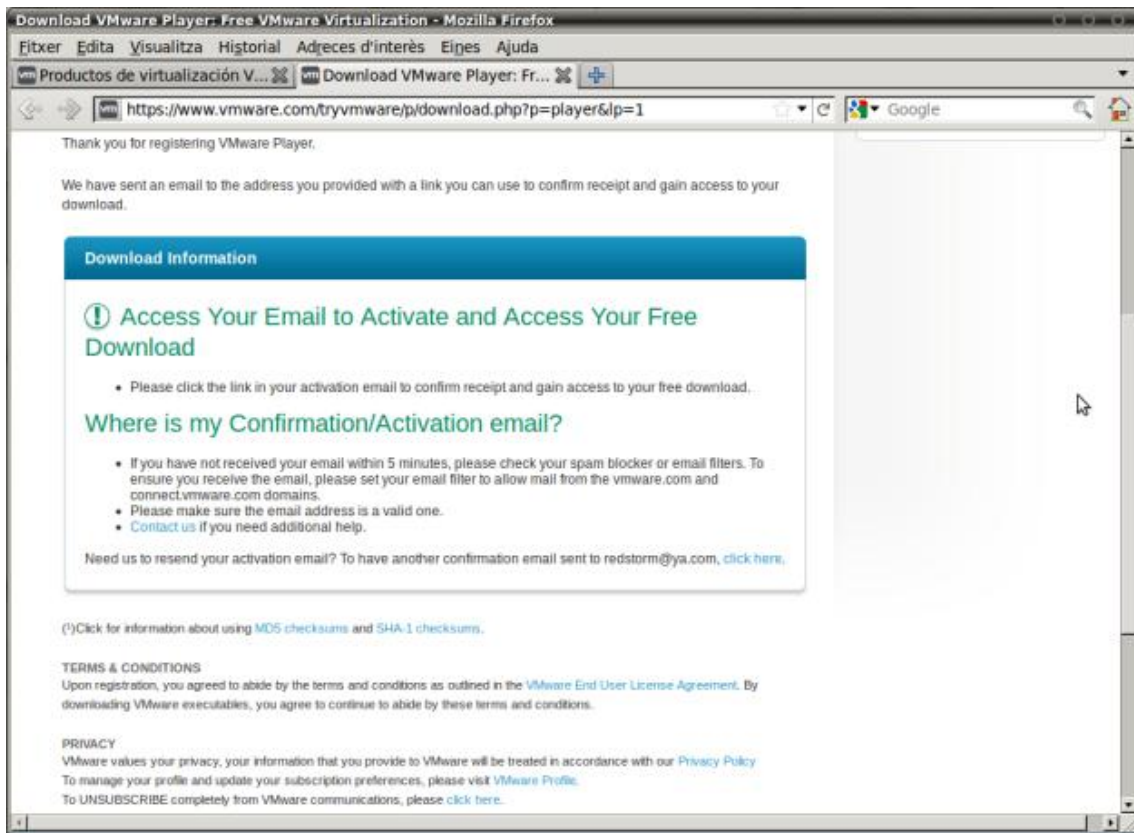 Download VMware Player: Free VMware Virtualization - Mozilla Firefox
Fitxer Edita Visualitza Historial Adreces d'interès Eines Ajuda
Productos de virtualización V... Download VMware Player: Fr...
https://www.vmware.com/tryvmware/p/download.php?p=player&lp=1 Google
Thank you for registering VMware Player.
We have sent an email to the address you provided with a link you can use to confirm receipt and gain access to your
download.
Download Information
Access Your Email to Activate and Access Your Free
Download
• Please click the link in your activation email to confirm receipt and gain access to your free download.
Where is my Confirmation/Activation email?
• If you have not received your email within 5 minutes, please check your spam blocker or email filters. To
ensure you receive the email, please set your email filter to allow mail from the vmware.com and
connect.vmware.com domains.
• Please make sure the email address is a valid one.
• Contact us if you need additional help.
Need us to resend your activation email? To have another confirmation email sent to redstorm@ya.com, click here.
(¹)Click for information about using MD5 checksums and SHA-1 checksums.
TERMS & CONDITIONS
Upon registration, you agreed to abide by the terms and conditions as outlined in the VMware End User License Agreement. By
downloading VMware executables, you agree to continue to abide by these terms and conditions.
PRIVACY
VMware values your privacy, your information that you provide to VMware will be treated in accordance with our Privacy Policy
To manage your profile and update your subscription preferences, please visit VMware Profile.
To UNSUBSCRIBE completely from VMware communications, please click here.